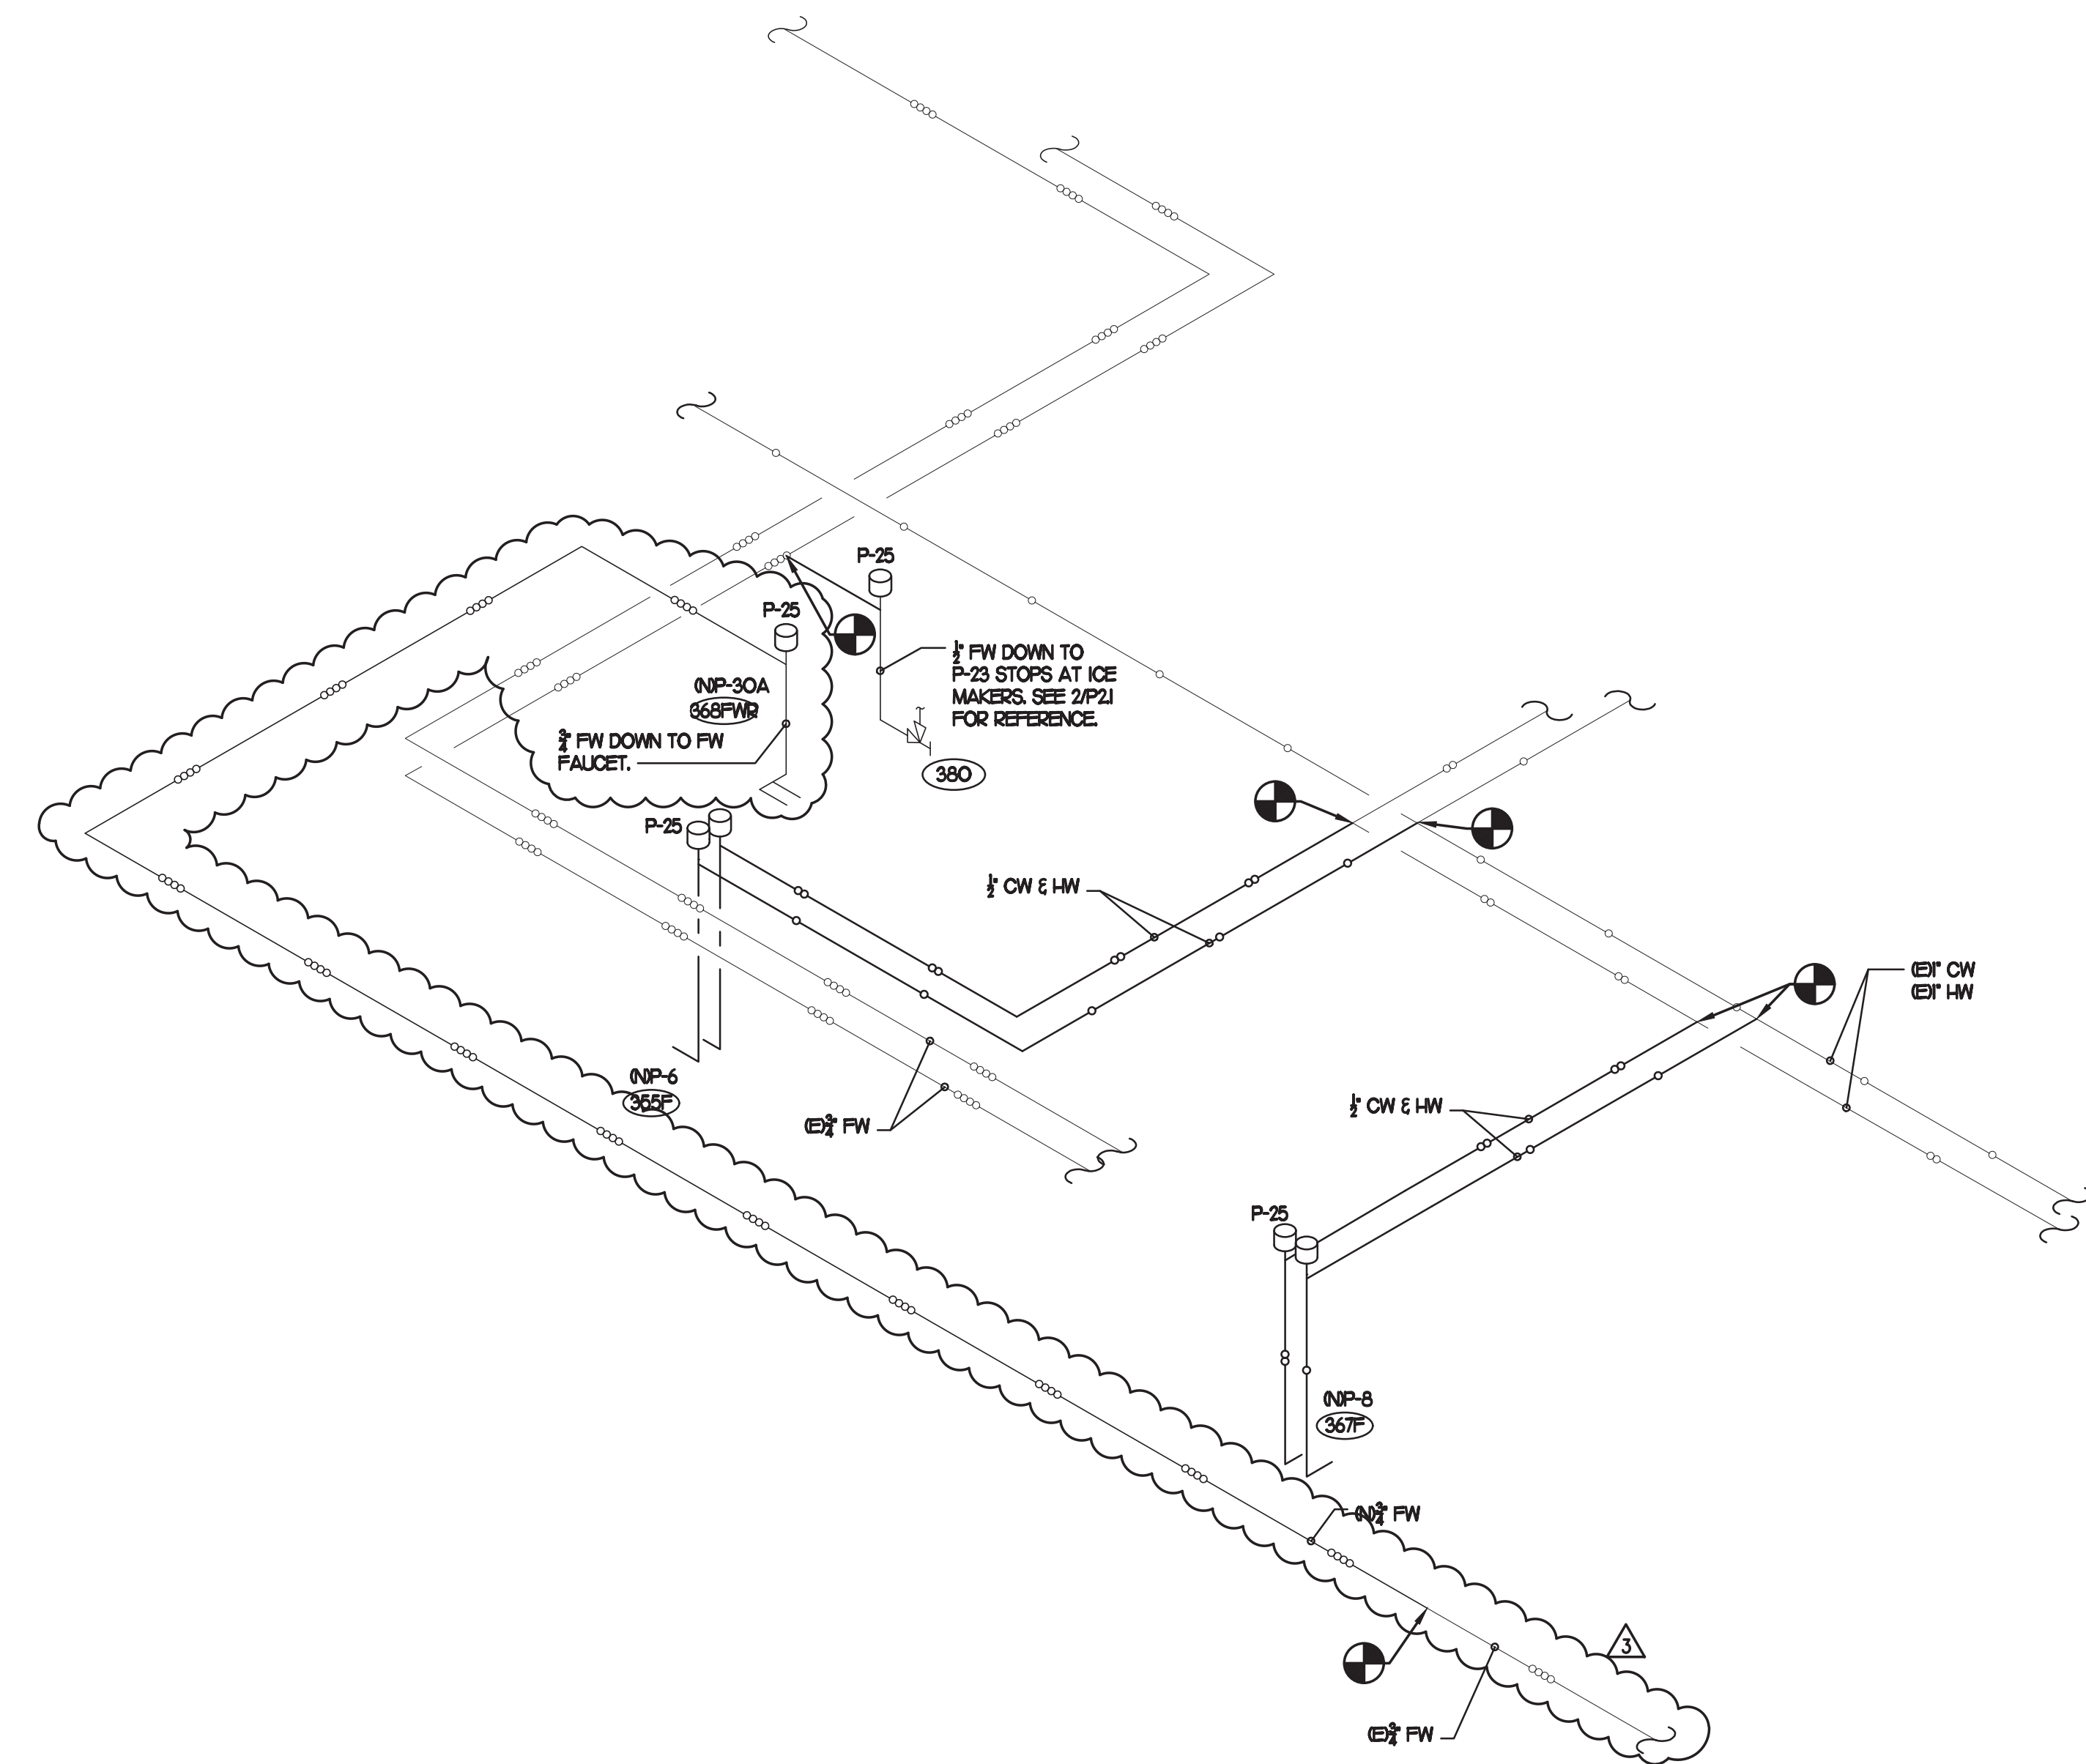 P-25
P-25
½" FW DOWN TO
P-23 STOPS AT ICE
MAKERS. SEE 2/P2.1
FOR REFERENCE.
(N)P-30A
368FWR
¾" FW DOWN TO FW
FAUCET.
380
P-25
½" CW & HW
(E)1" CW
(E)1" HW
(N)P-6
355F
(E)¾" FW
½" CW & HW
P-25
(N)P-8
367F
(N)¾" FW
3
(E)¾" FW